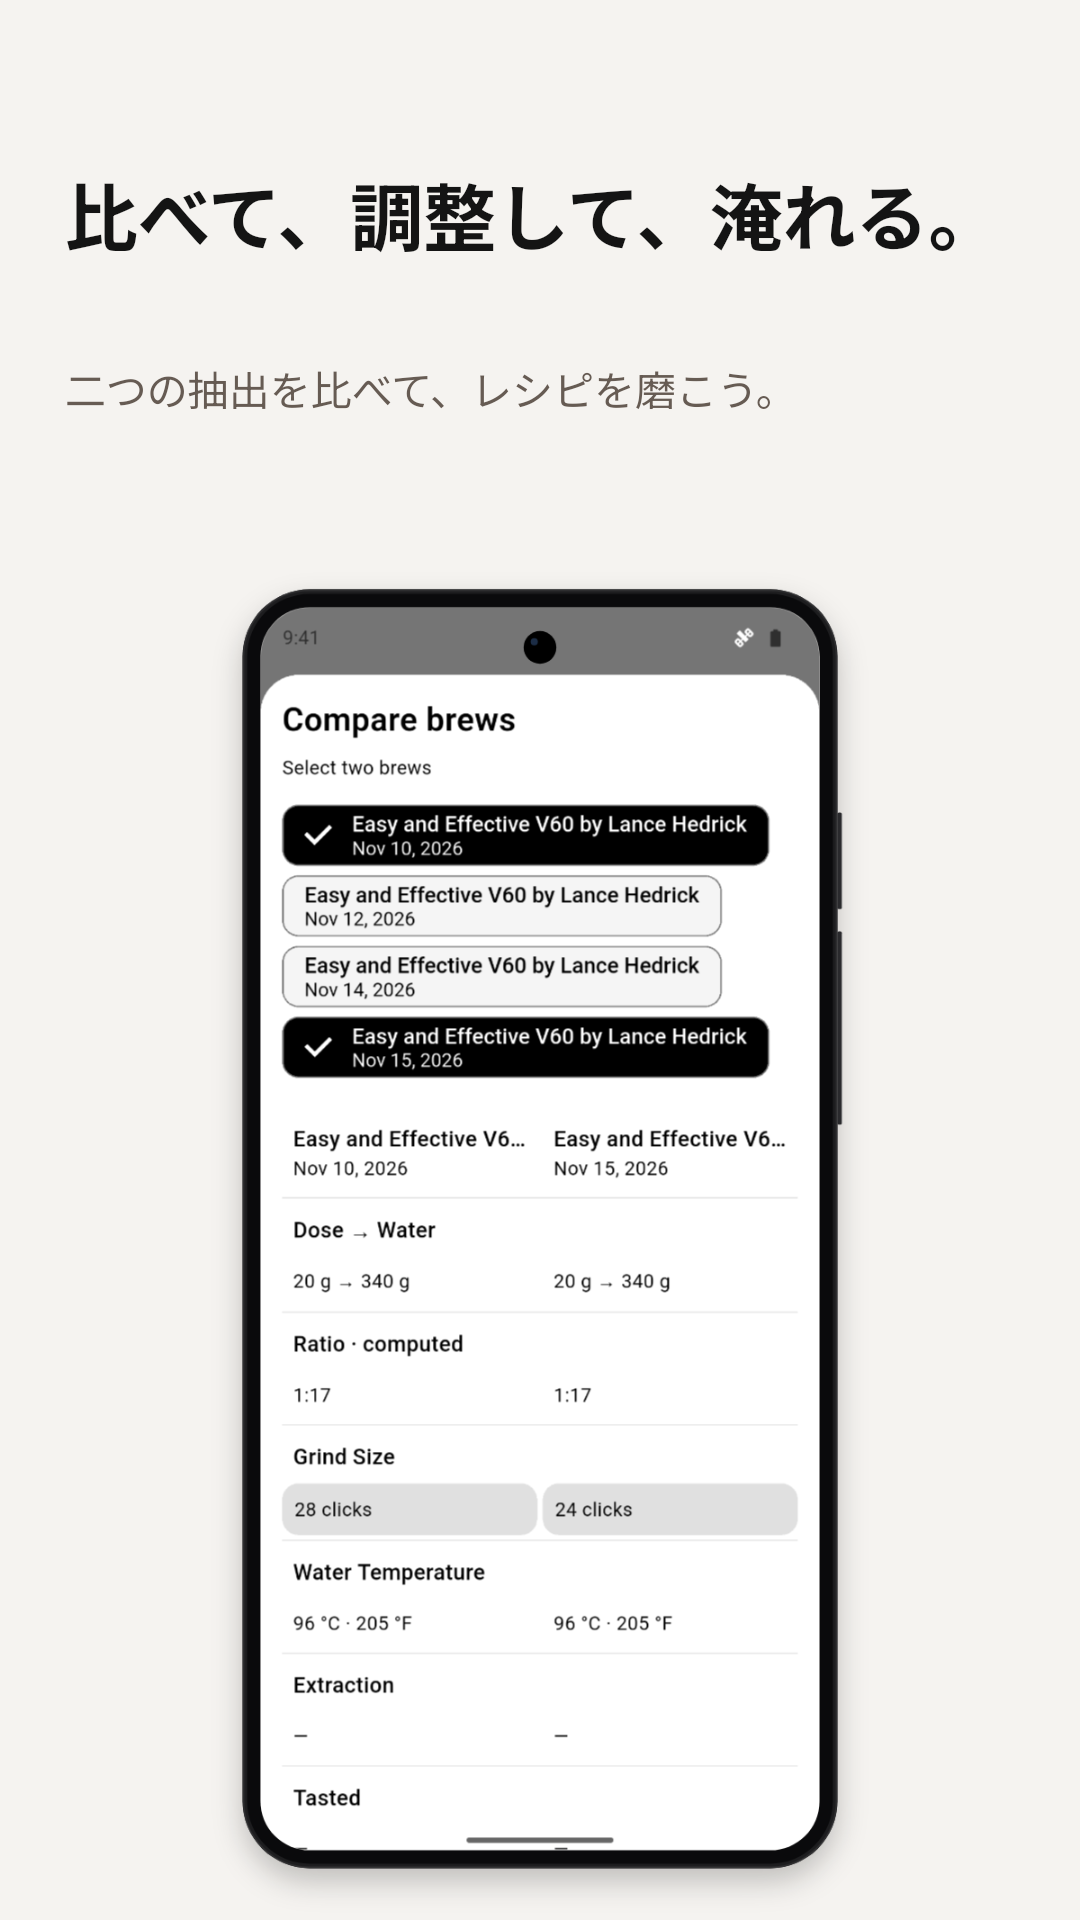 比べて、調整して、淹れる。
二つの抽出を比べて、レシピを磨こう。
9:41
Compare brews
Select two brews
Easy and Effective V60 by Lance Hedrick
Nov 10, 2026
Easy and Effective V60 by Lance Hedrick
Nov 12, 2026
Easy and Effective V60 by Lance Hedrick
Nov 14, 2026
Easy and Effective V60 by Lance Hedrick
Nov 15, 2026
Easy and Effective V6... Easy and Effective V6...
Nov 10, 2026 Nov 15, 2026
Dose → Water
20 g → 340 g 20 g → 340 g
Ratio · computed
1:17 1:17
Grind Size
28 clicks 24 clicks
Water Temperature
96 °C · 205 °F 96 °C · 205 °F
Extraction
– –
Tasted
– –